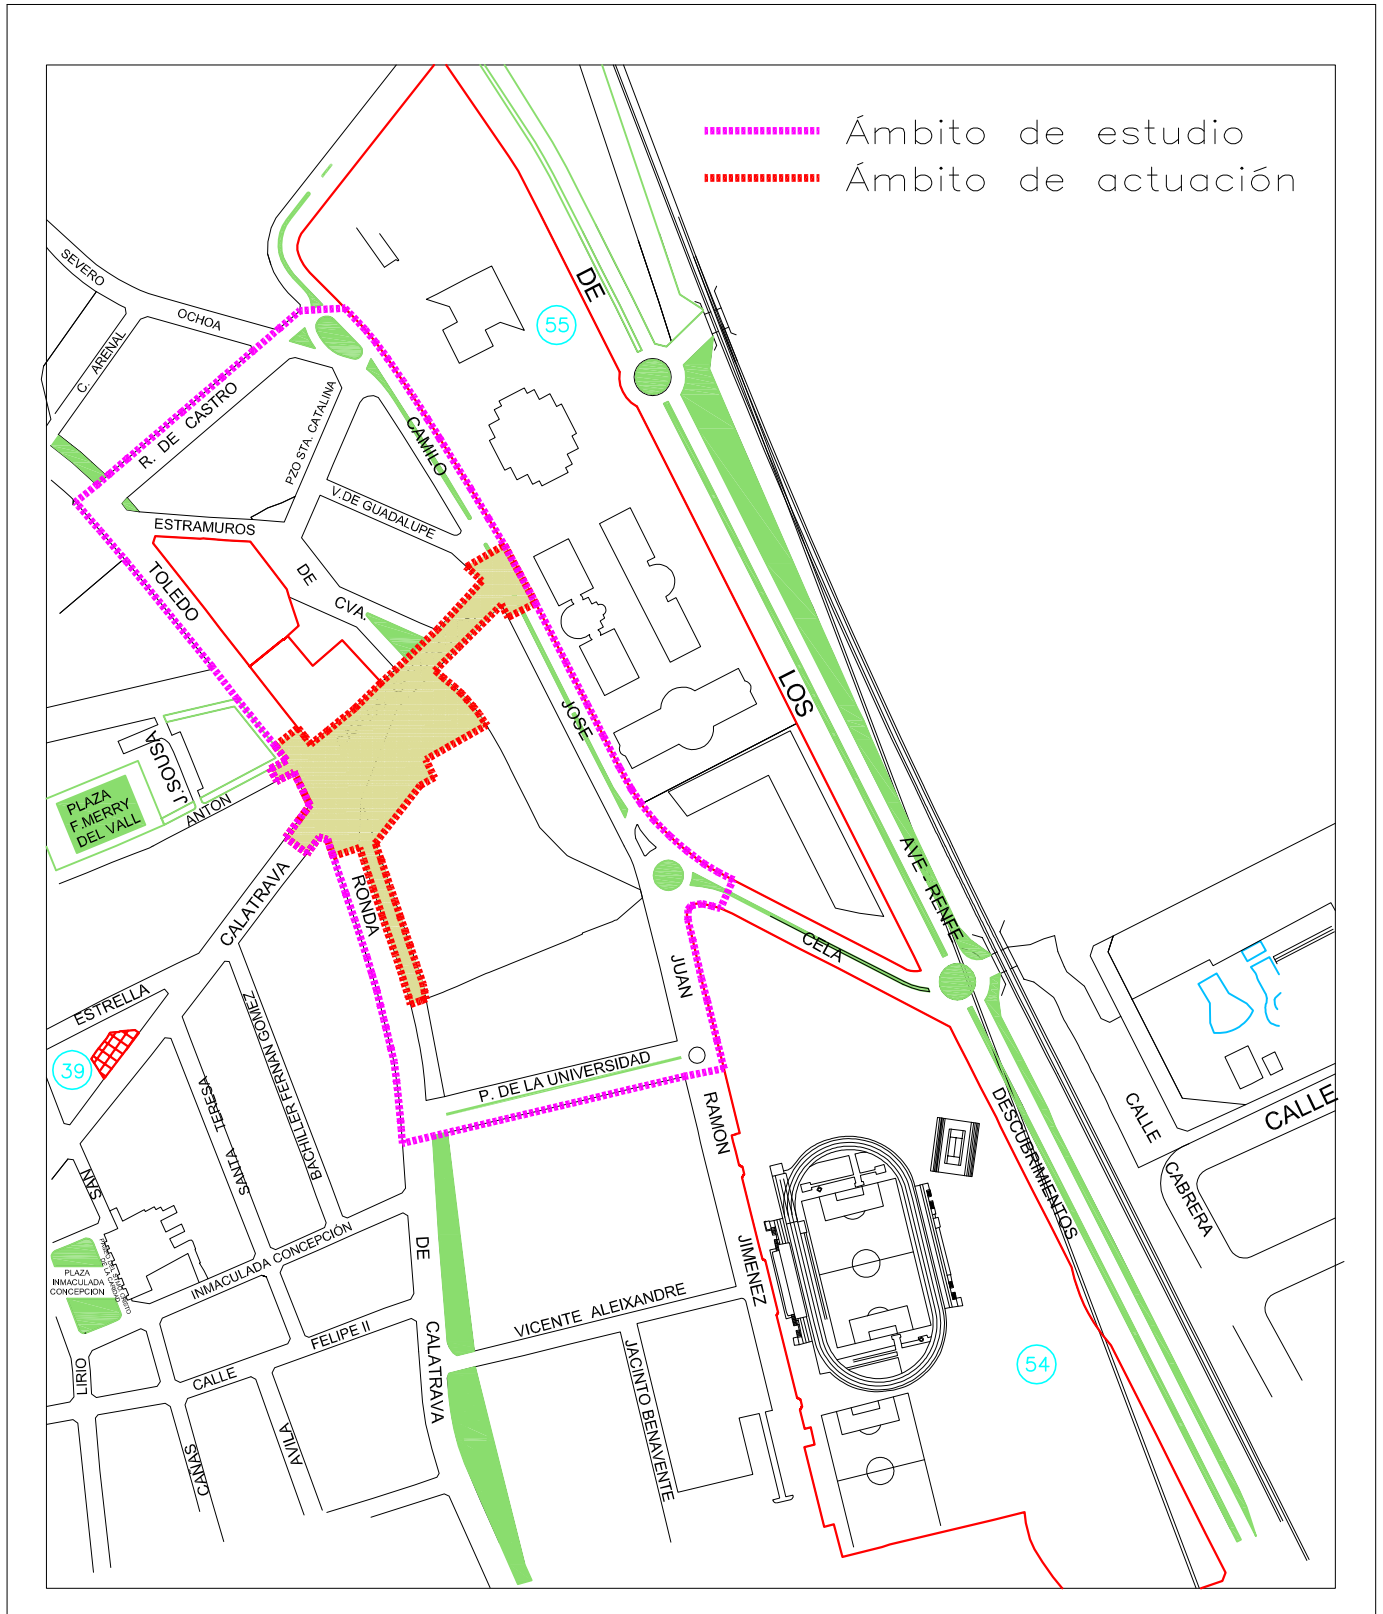 Ámbito de estudio
Ámbito de actuación
SEVERO
OCHOA
C. ARENAL
DE
55
R. DE CASTRO
PZO STA. CATALINA
CAMILO
V.DE GUADALUPE
ESTRAMUROS
DE
CVA.
TOLEDO
LOS
JOSE
J.SOUSA
PLAZA
F.MERRY
DEL VALL
ANTON
CALATRAVA
RONDA
AVE - RENFE
CELA
JUAN
ESTRELLA
39
BACHILLER FERNAN GOMEZ
TERESA
SANTA
P. DE LA UNIVERSIDAD
RAMON
DESCUBRIMIENTOS
CALLE
CALLE
CABRERA
SAN
DE
INMACULADA CONCEPCIÓN
PLAZA
INMACULADA
CONCEPCION
JIMENEZ
VICENTE ALEIXANDRE
FELIPE II
CALATRAVA
JACINTO BENAVENTE
54
LIRIO
CALLE
AVILA
CAÑAS